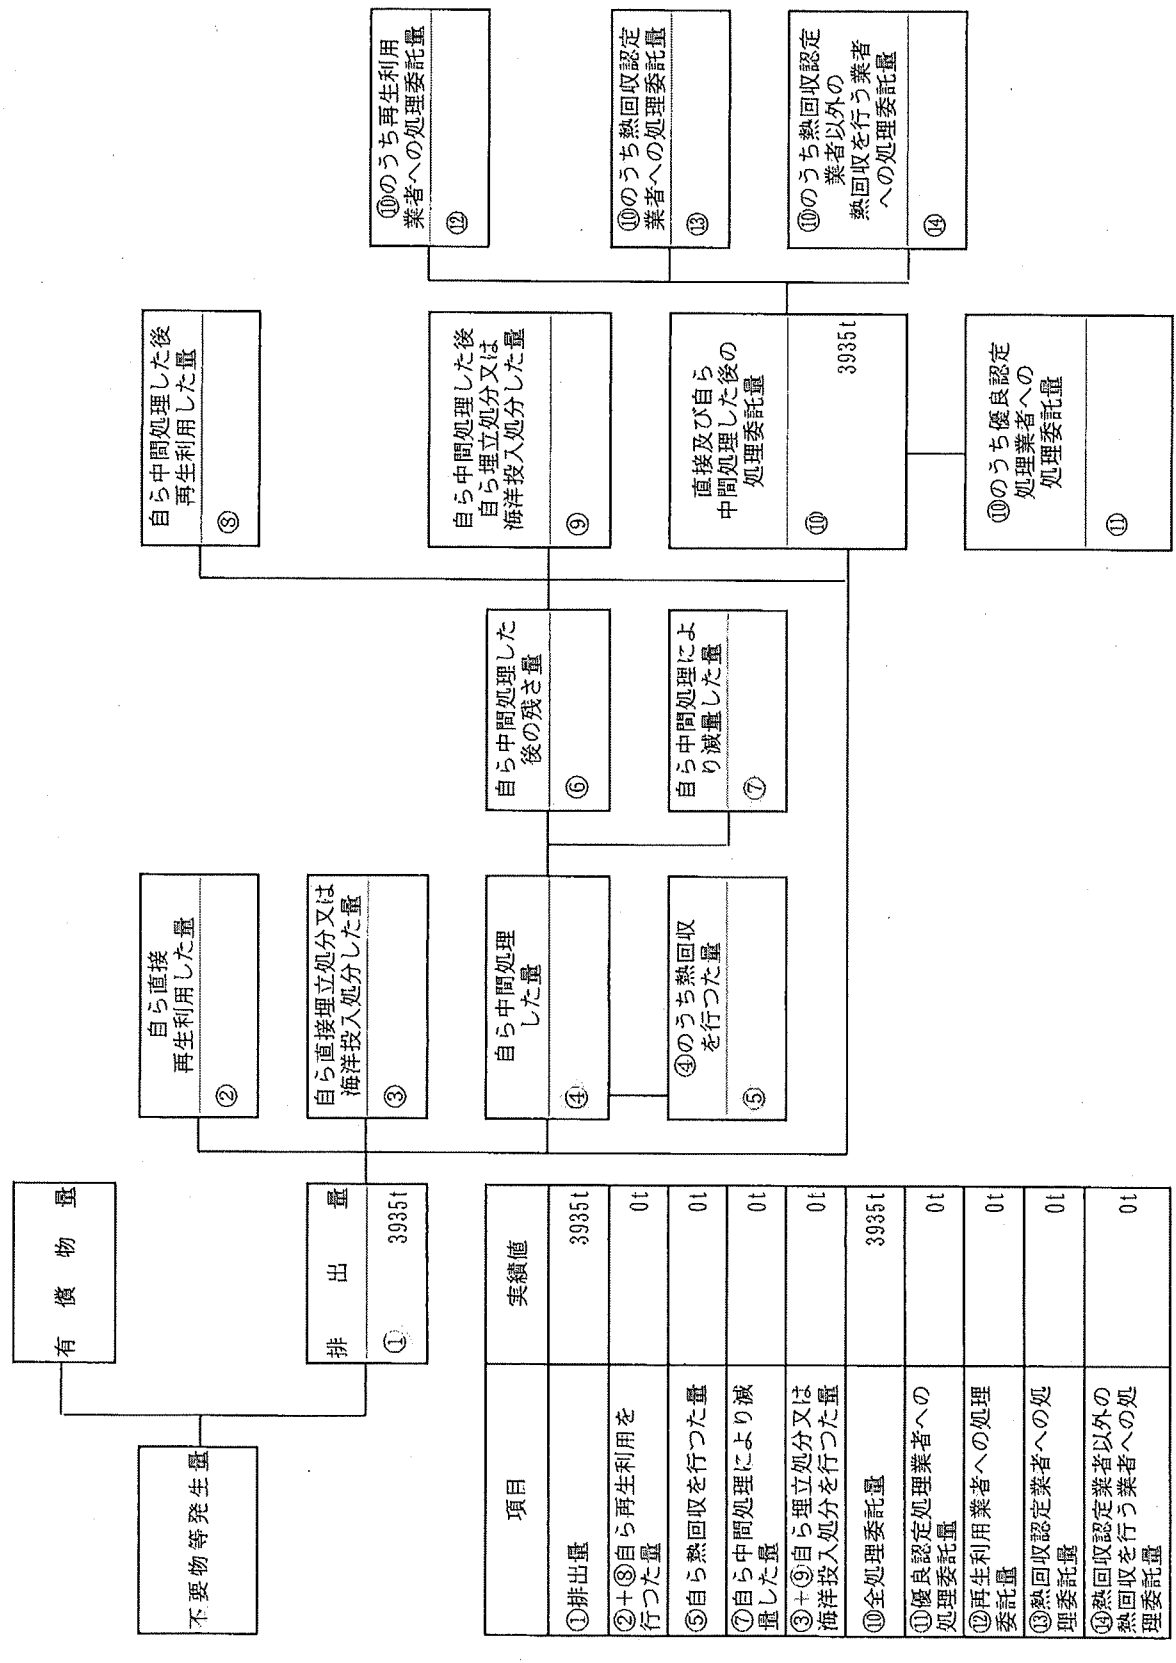 不要物等発生量
有償物量
排出量
① 3935t
自ら直接
再生利用した量
②
自ら直接埋立処分又は
海洋投入処分した量
③
自ら中間処理
した量
④
④のうち熱回収
を行つた量
⑤
自ら中間処理した
後の残さ量
⑥
自ら中間処理によ
り減量した量
⑦
自ら中間処理した後
再生利用した量
⑧
自ら中間処理した後
自ら埋立処分又は
海洋投入処分した量
⑨
直接及び自ら
中間処理した後の
処理委託量
⑩ 3935t
⑩のうち優良認定
処理業者への
処理委託量
⑪
⑩のうち再生利用
業者への処理委託量
⑫
⑩のうち熱回収認定
業者への処理委託量
⑬
⑩のうち熱回収認定
業者以外の
熱回収を行う業者
への処理委託量
⑭
項目 実績値
①排出量 3935t
②+⑧自ら再生利用を
行つた量 0t
⑤自ら熱回収を行つた量 0t
⑦自ら中間処理により減
量した量 0t
③+⑨自ら埋立処分又は
海洋投入処分を行つた量 0t
⑩全処理委託量 3935t
⑪優良認定処理業者への
処理委託量 0t
⑫再生利用業者への処理
委託量 0t
⑬熱回収認定業者への処
理委託量 0t
⑭熱回収認定業者以外の
熱回収を行う業者への処
理委託量 0t